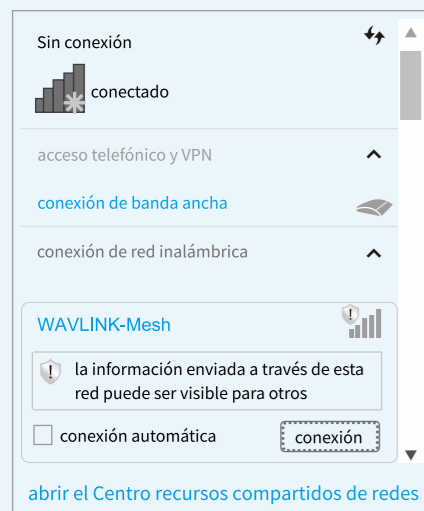 Sin conexión
conectado
acceso telefónico y VPN
conexión de banda ancha
conexión de red inalámbrica
WAVLINK-Mesh
la información enviada a través de esta
red puede ser visible para otros
conexión automática
conexión
abrir el Centro recursos compartidos de redes